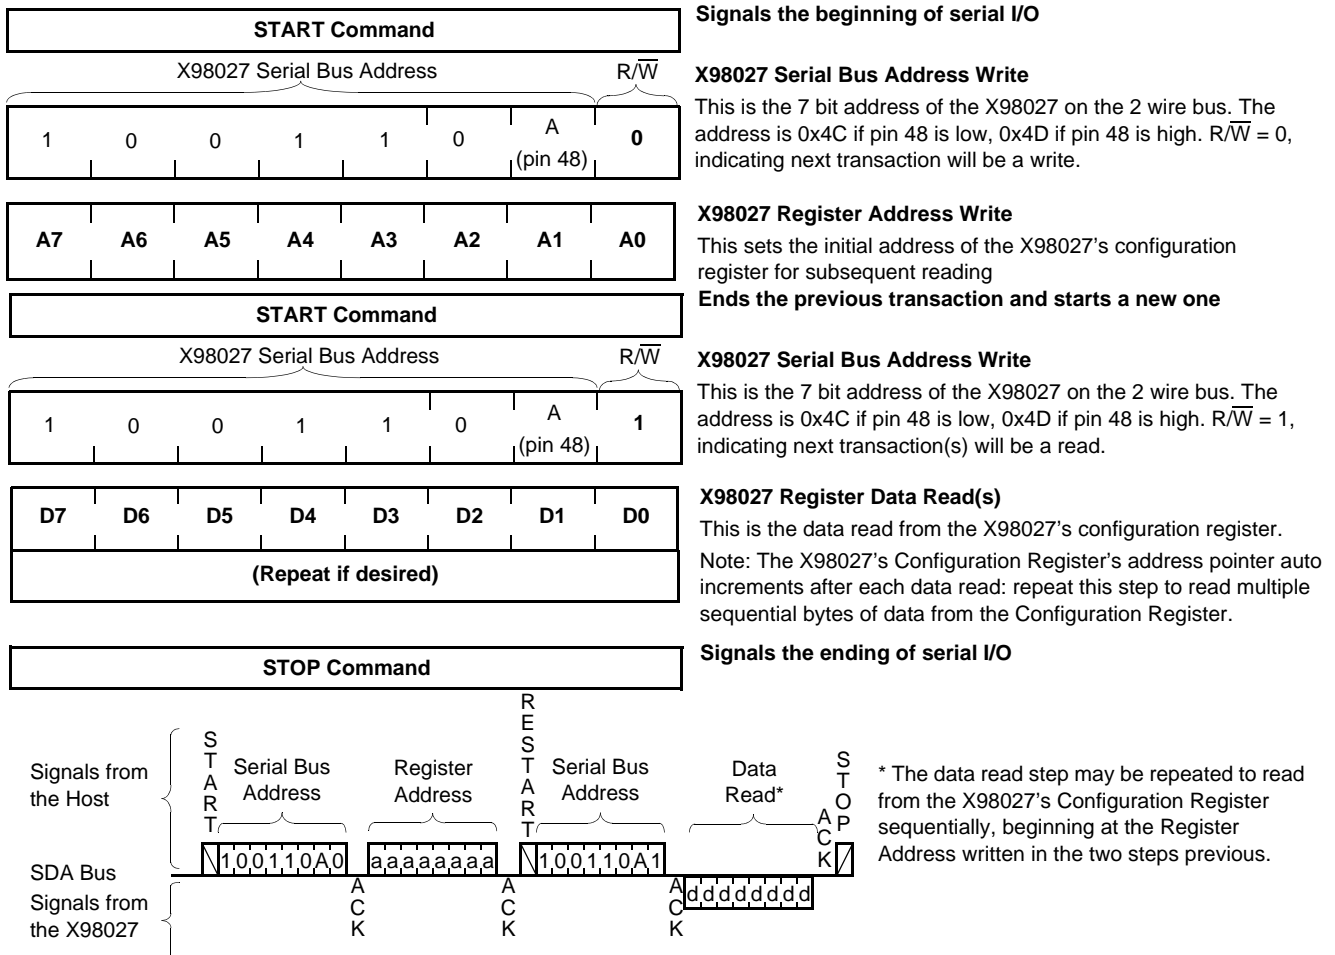 START Command
Signals the beginning of serial I/O
X98027 Serial Bus Address R/W
1 0 0 1 1 0 A (pin 48) 0
X98027 Serial Bus Address Write
This is the 7 bit address of the X98027 on the 2 wire bus. The
address is 0x4C if pin 48 is low, 0x4D if pin 48 is high. R/W = 0,
indicating next transaction will be a write.
A7 A6 A5 A4 A3 A2 A1 A0
X98027 Register Address Write
This sets the initial address of the X98027's configuration
register for subsequent reading
START Command
Ends the previous transaction and starts a new one
X98027 Serial Bus Address R/W
1 0 0 1 1 0 A (pin 48) 1
X98027 Serial Bus Address Write
This is the 7 bit address of the X98027 on the 2 wire bus. The
address is 0x4C if pin 48 is low, 0x4D if pin 48 is high. R/W = 1,
indicating next transaction(s) will be a read.
D7 D6 D5 D4 D3 D2 D1 D0
(Repeat if desired)
X98027 Register Data Read(s)
This is the data read from the X98027's configuration register.
Note: The X98027's Configuration Register's address pointer auto
increments after each data read: repeat this step to read multiple
sequential bytes of data from the Configuration Register.
STOP Command
Signals the ending of serial I/O
Signals from
the Host
START
Serial Bus
Address
Register
Address
RESTART
Serial Bus
Address
Data
Read*
ACK
STOP
1 0 0 1 1 0 A 0
a a a a a a a a
1 0 0 1 1 0 A 1
SDA Bus
Signals from
the X98027
ACK
ACK
ACK
d d d d d d d d
* The data read step may be repeated to read
from the X98027's Configuration Register
sequentially, beginning at the Register
Address written in the two steps previous.